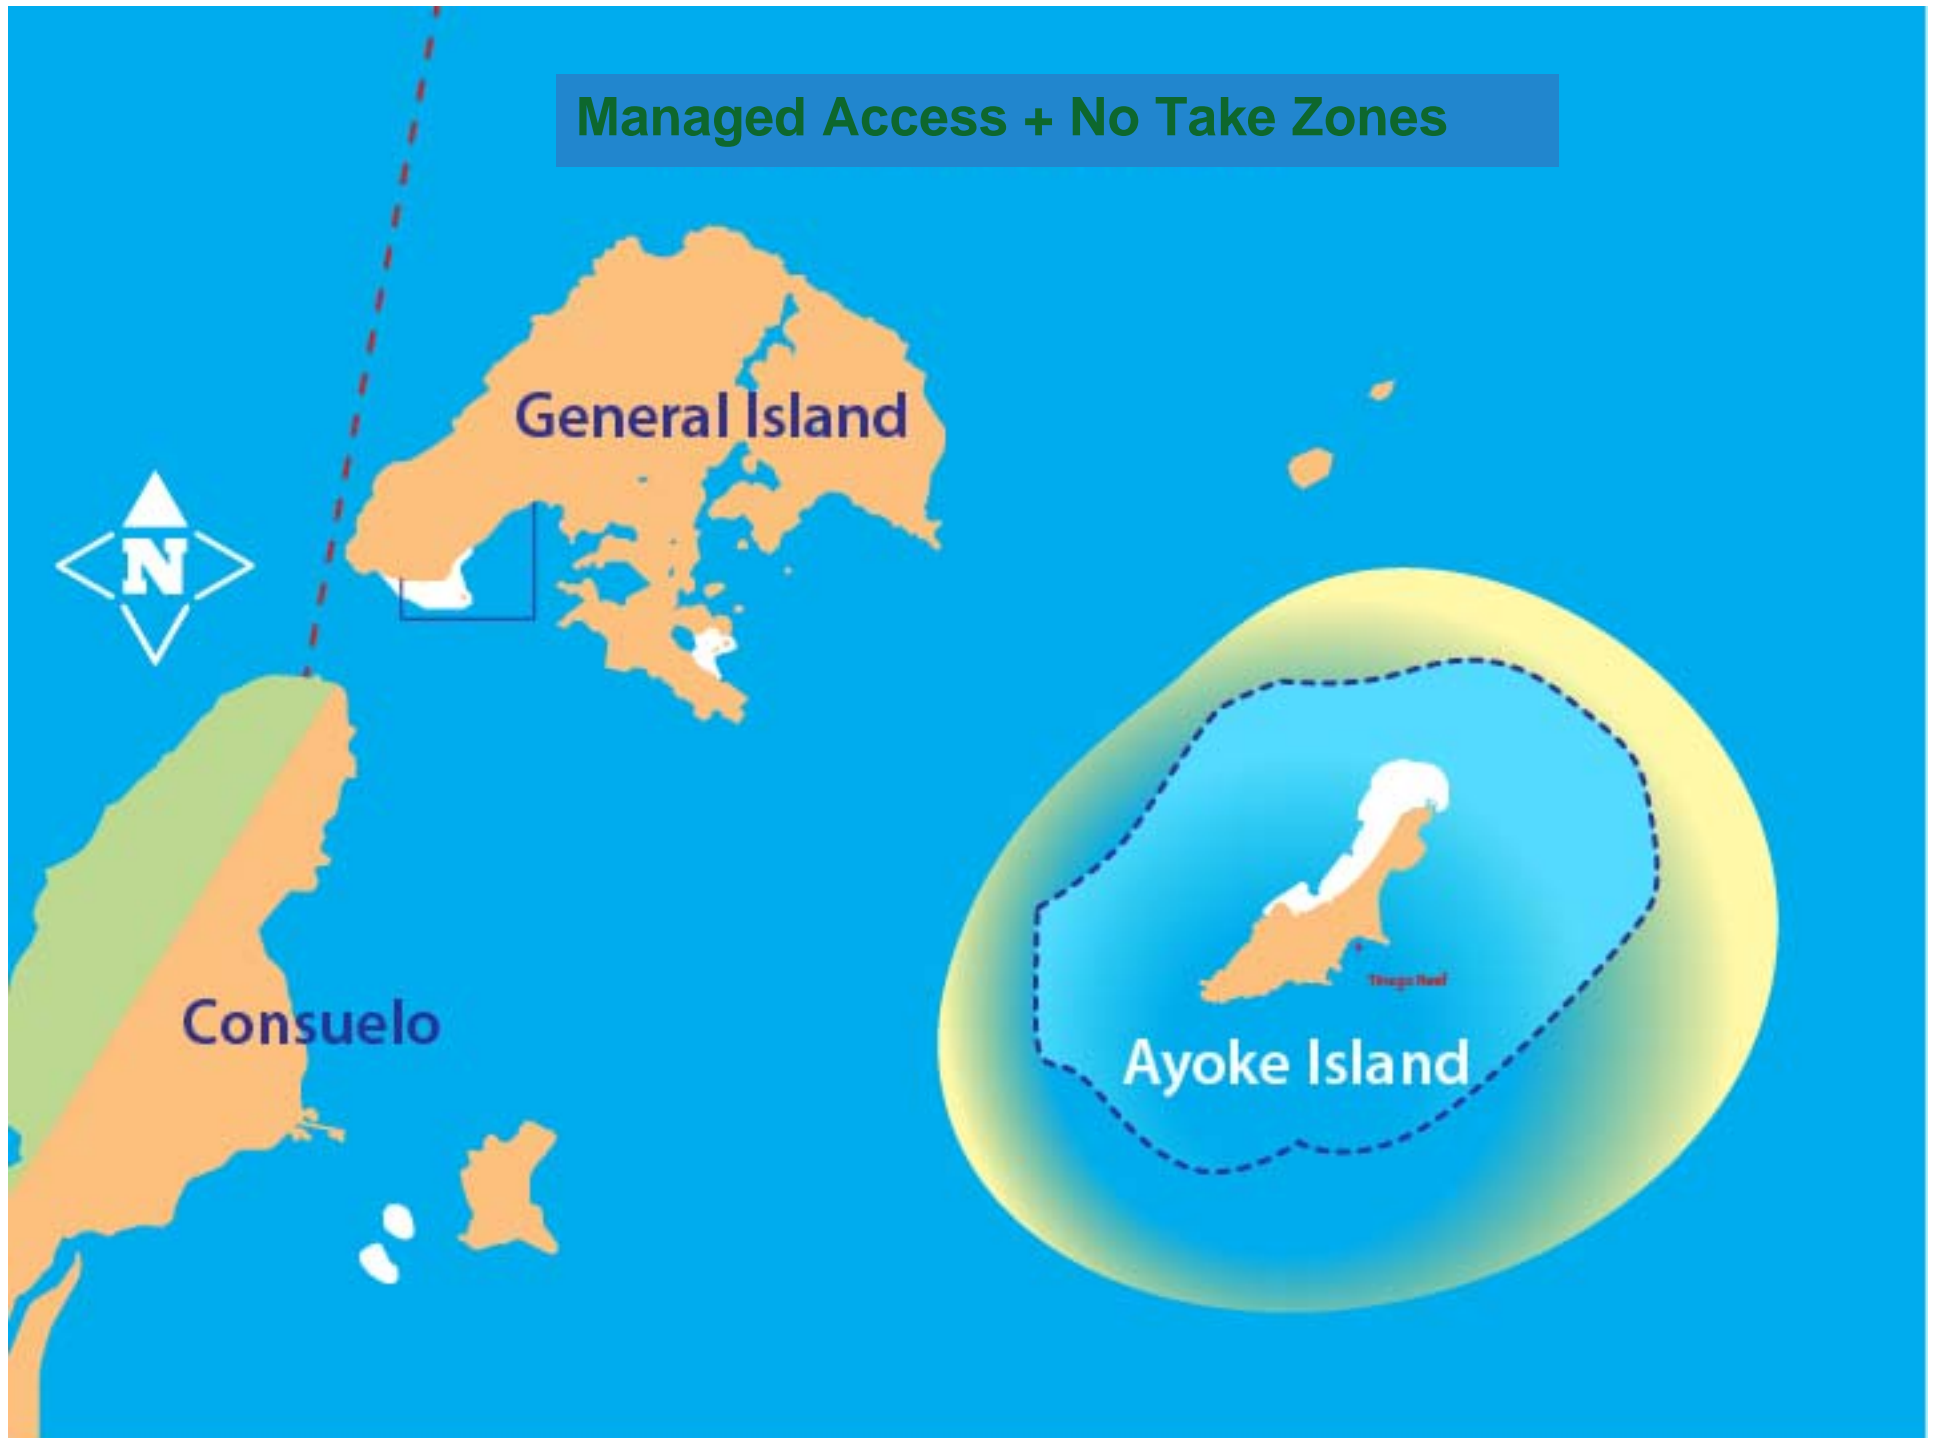 Managed Access + No Take Zones
General Island
N
Consuelo
Ayoke Island